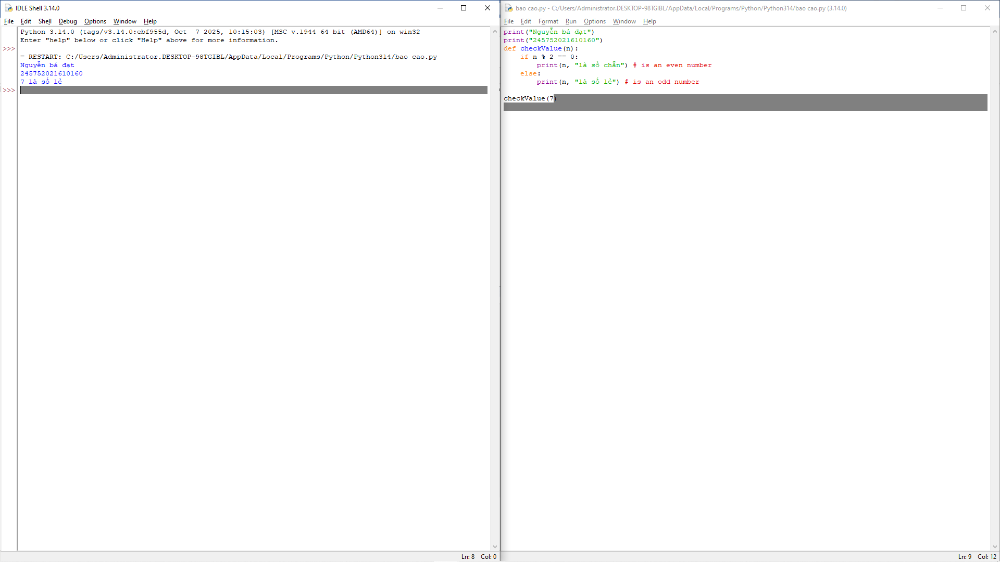 IDLE Shell 3.14.0
File Edit Shell Debug Options Window Help
Python 3.14.0 (tags/v3.14.0:ebf955d, Oct  7 2025, 10:15:03) [MSC v.1944 64 bit (AMD64)] on win32
Enter "help" below or click "Help" above for more information.
>>>
= RESTART: C:/Users/Administrator.DESKTOP-98TGIBL/AppData/Local/Programs/Python/Python314/bao cao.py
Nguyễn bá đạt
245752021610160
7 là số lẻ
>>>
Ln: 8 Col: 0
bao cao.py - C:/Users/Administrator.DESKTOP-98TGIBL/AppData/Local/Programs/Python/Python314/bao cao.py (3.14.0)
File Edit Format Run Options Window Help
print("Nguyễn bá đạt")
print("245752021610160")
def checkValue(n):
    if n % 2 == 0:
        print(n, "là số chẵn") # is an even number
    else:
        print(n, "là số lẻ") # is an odd number
checkValue(7)
Ln: 9 Col: 12